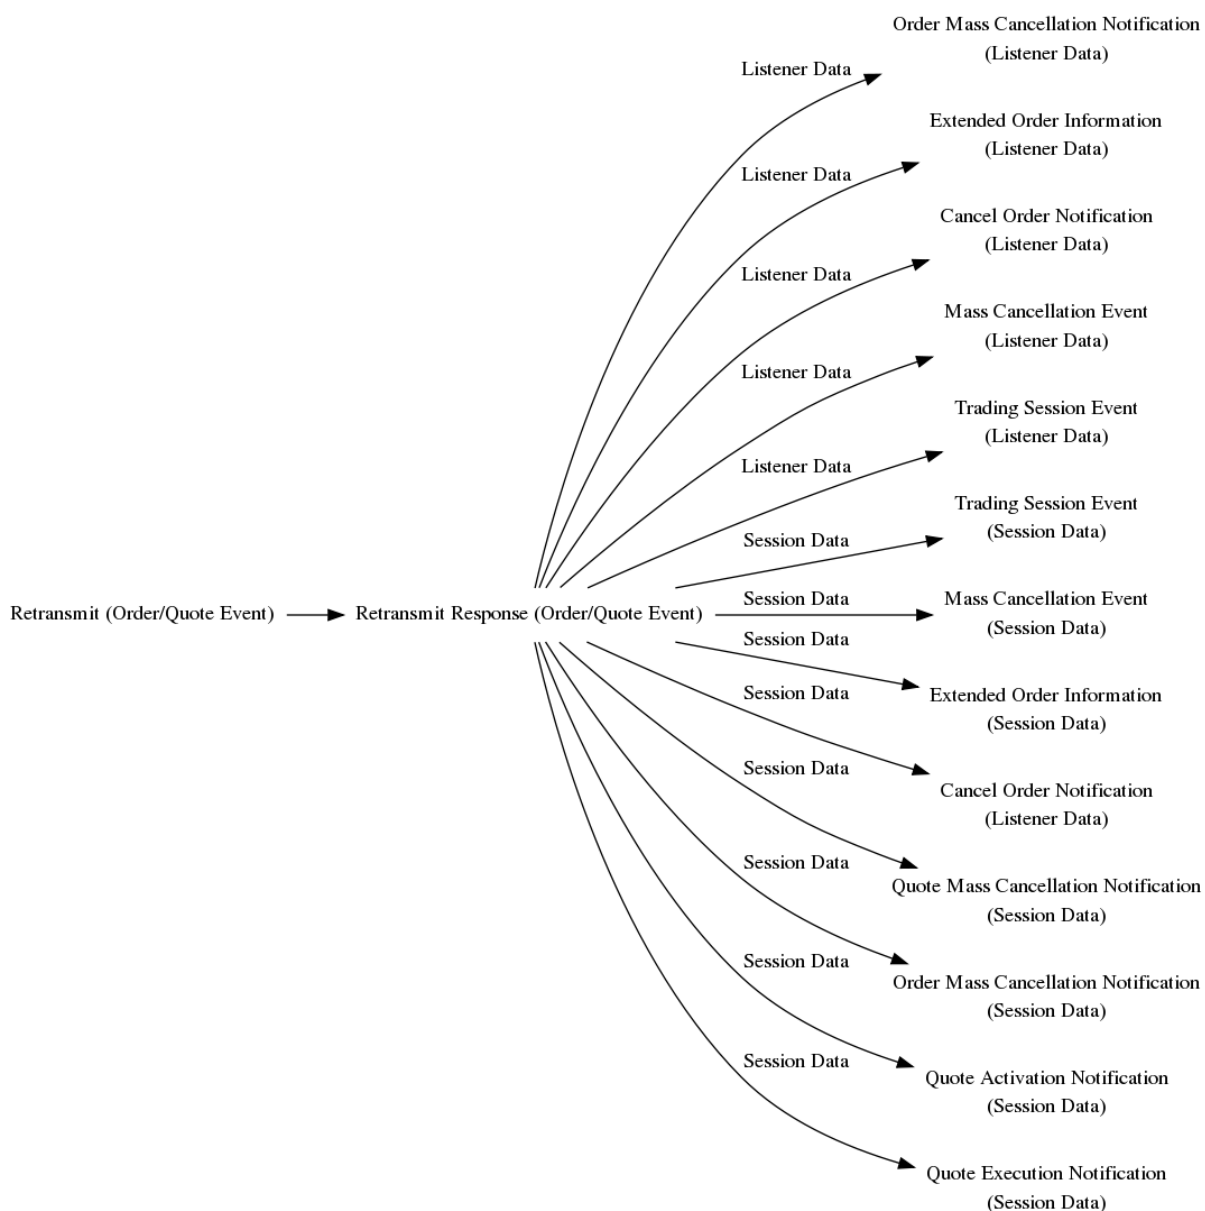 Order Mass Cancellation Notification
(Listener Data)
Listener Data
Extended Order Information
(Listener Data)
Listener Data
Cancel Order Notification
(Listener Data)
Listener Data
Mass Cancellation Event
(Listener Data)
Listener Data
Trading Session Event
(Listener Data)
Listener Data
Trading Session Event
(Session Data)
Session Data
Retransmit (Order/Quote Event)
Retransmit Response (Order/Quote Event)
Session Data
Mass Cancellation Event
(Session Data)
Session Data
Extended Order Information
(Session Data)
Session Data
Cancel Order Notification
(Listener Data)
Session Data
Quote Mass Cancellation Notification
(Session Data)
Session Data
Order Mass Cancellation Notification
(Session Data)
Session Data
Quote Activation Notification
(Session Data)
Session Data
Quote Execution Notification
(Session Data)